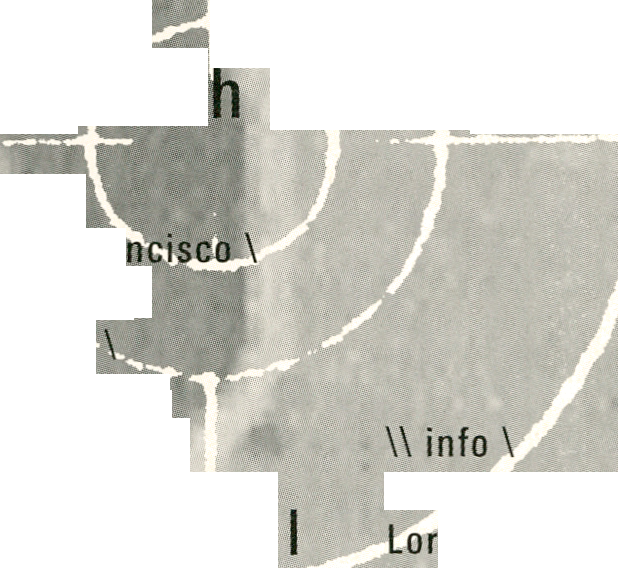 h
ncisco \
\
\\ info \
l Lor